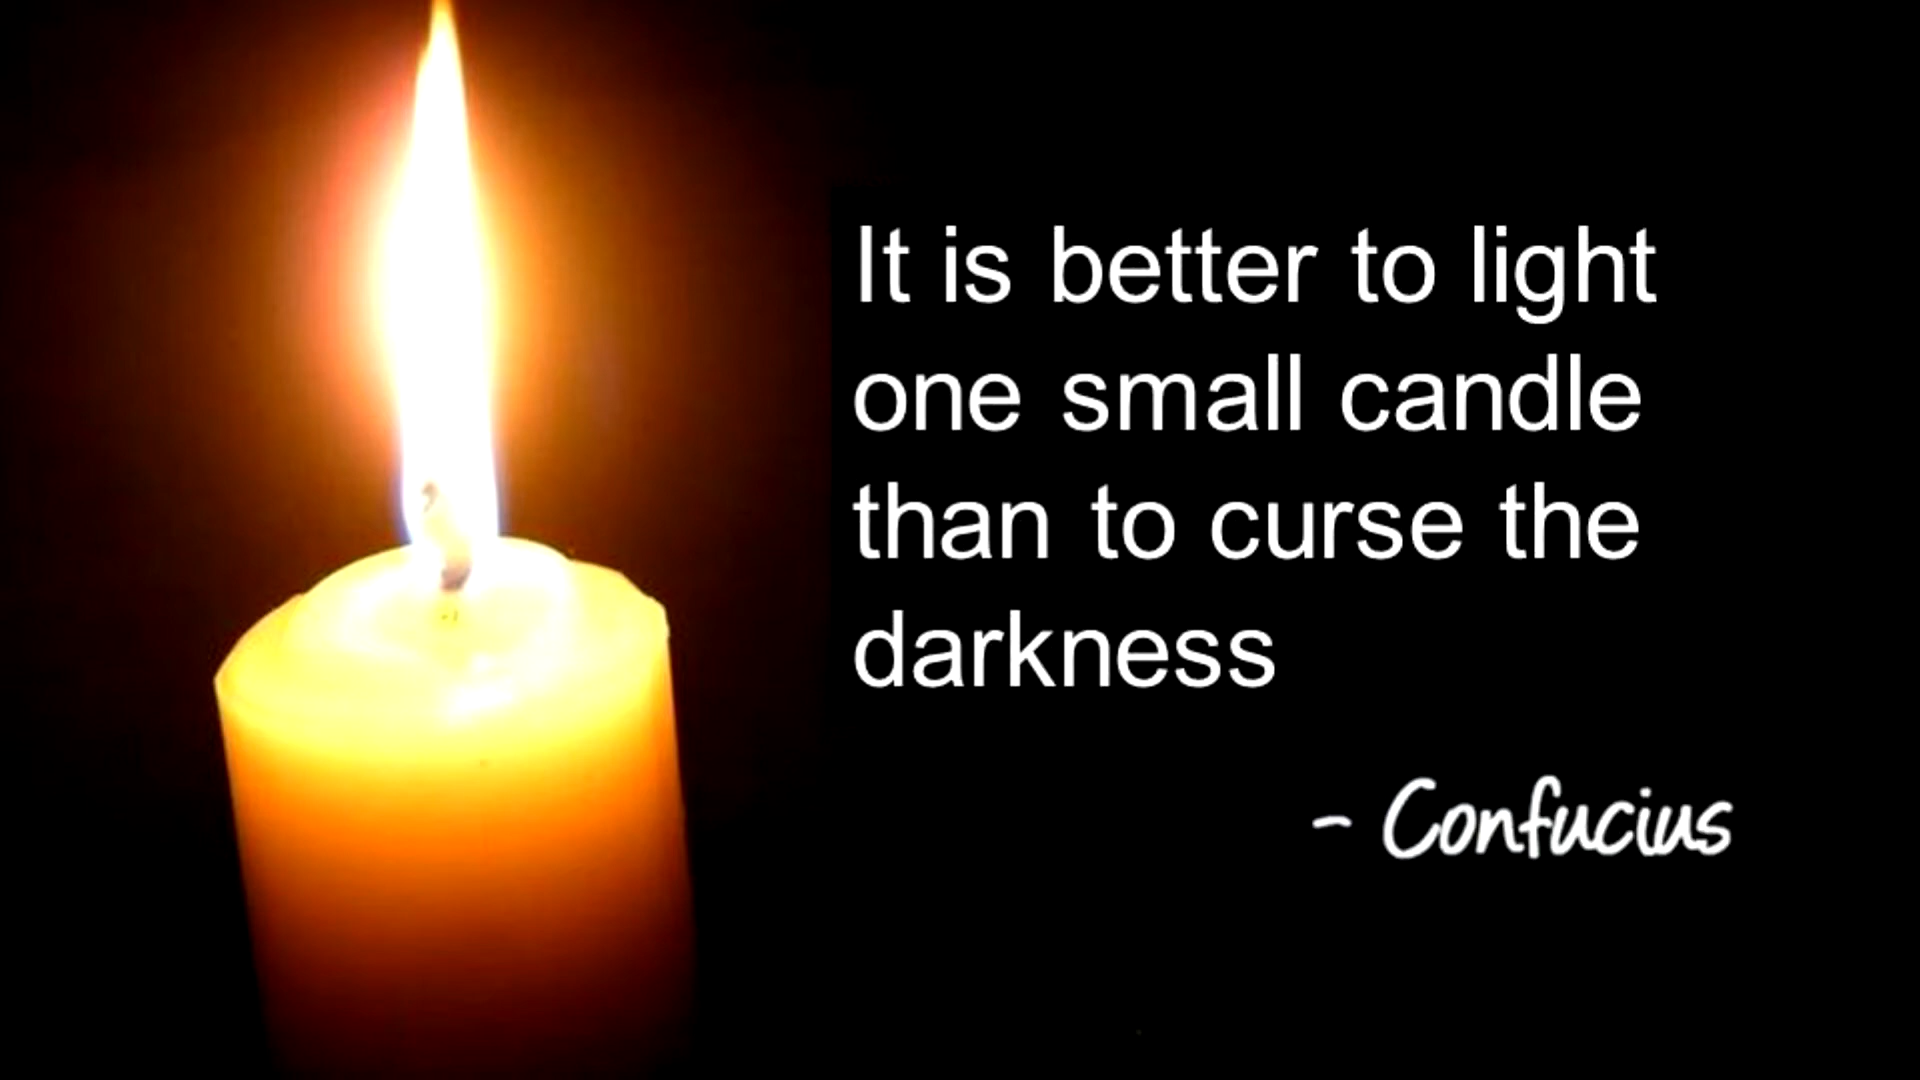 It is better to light
one small candle
than to curse the
darkness
- Confucius